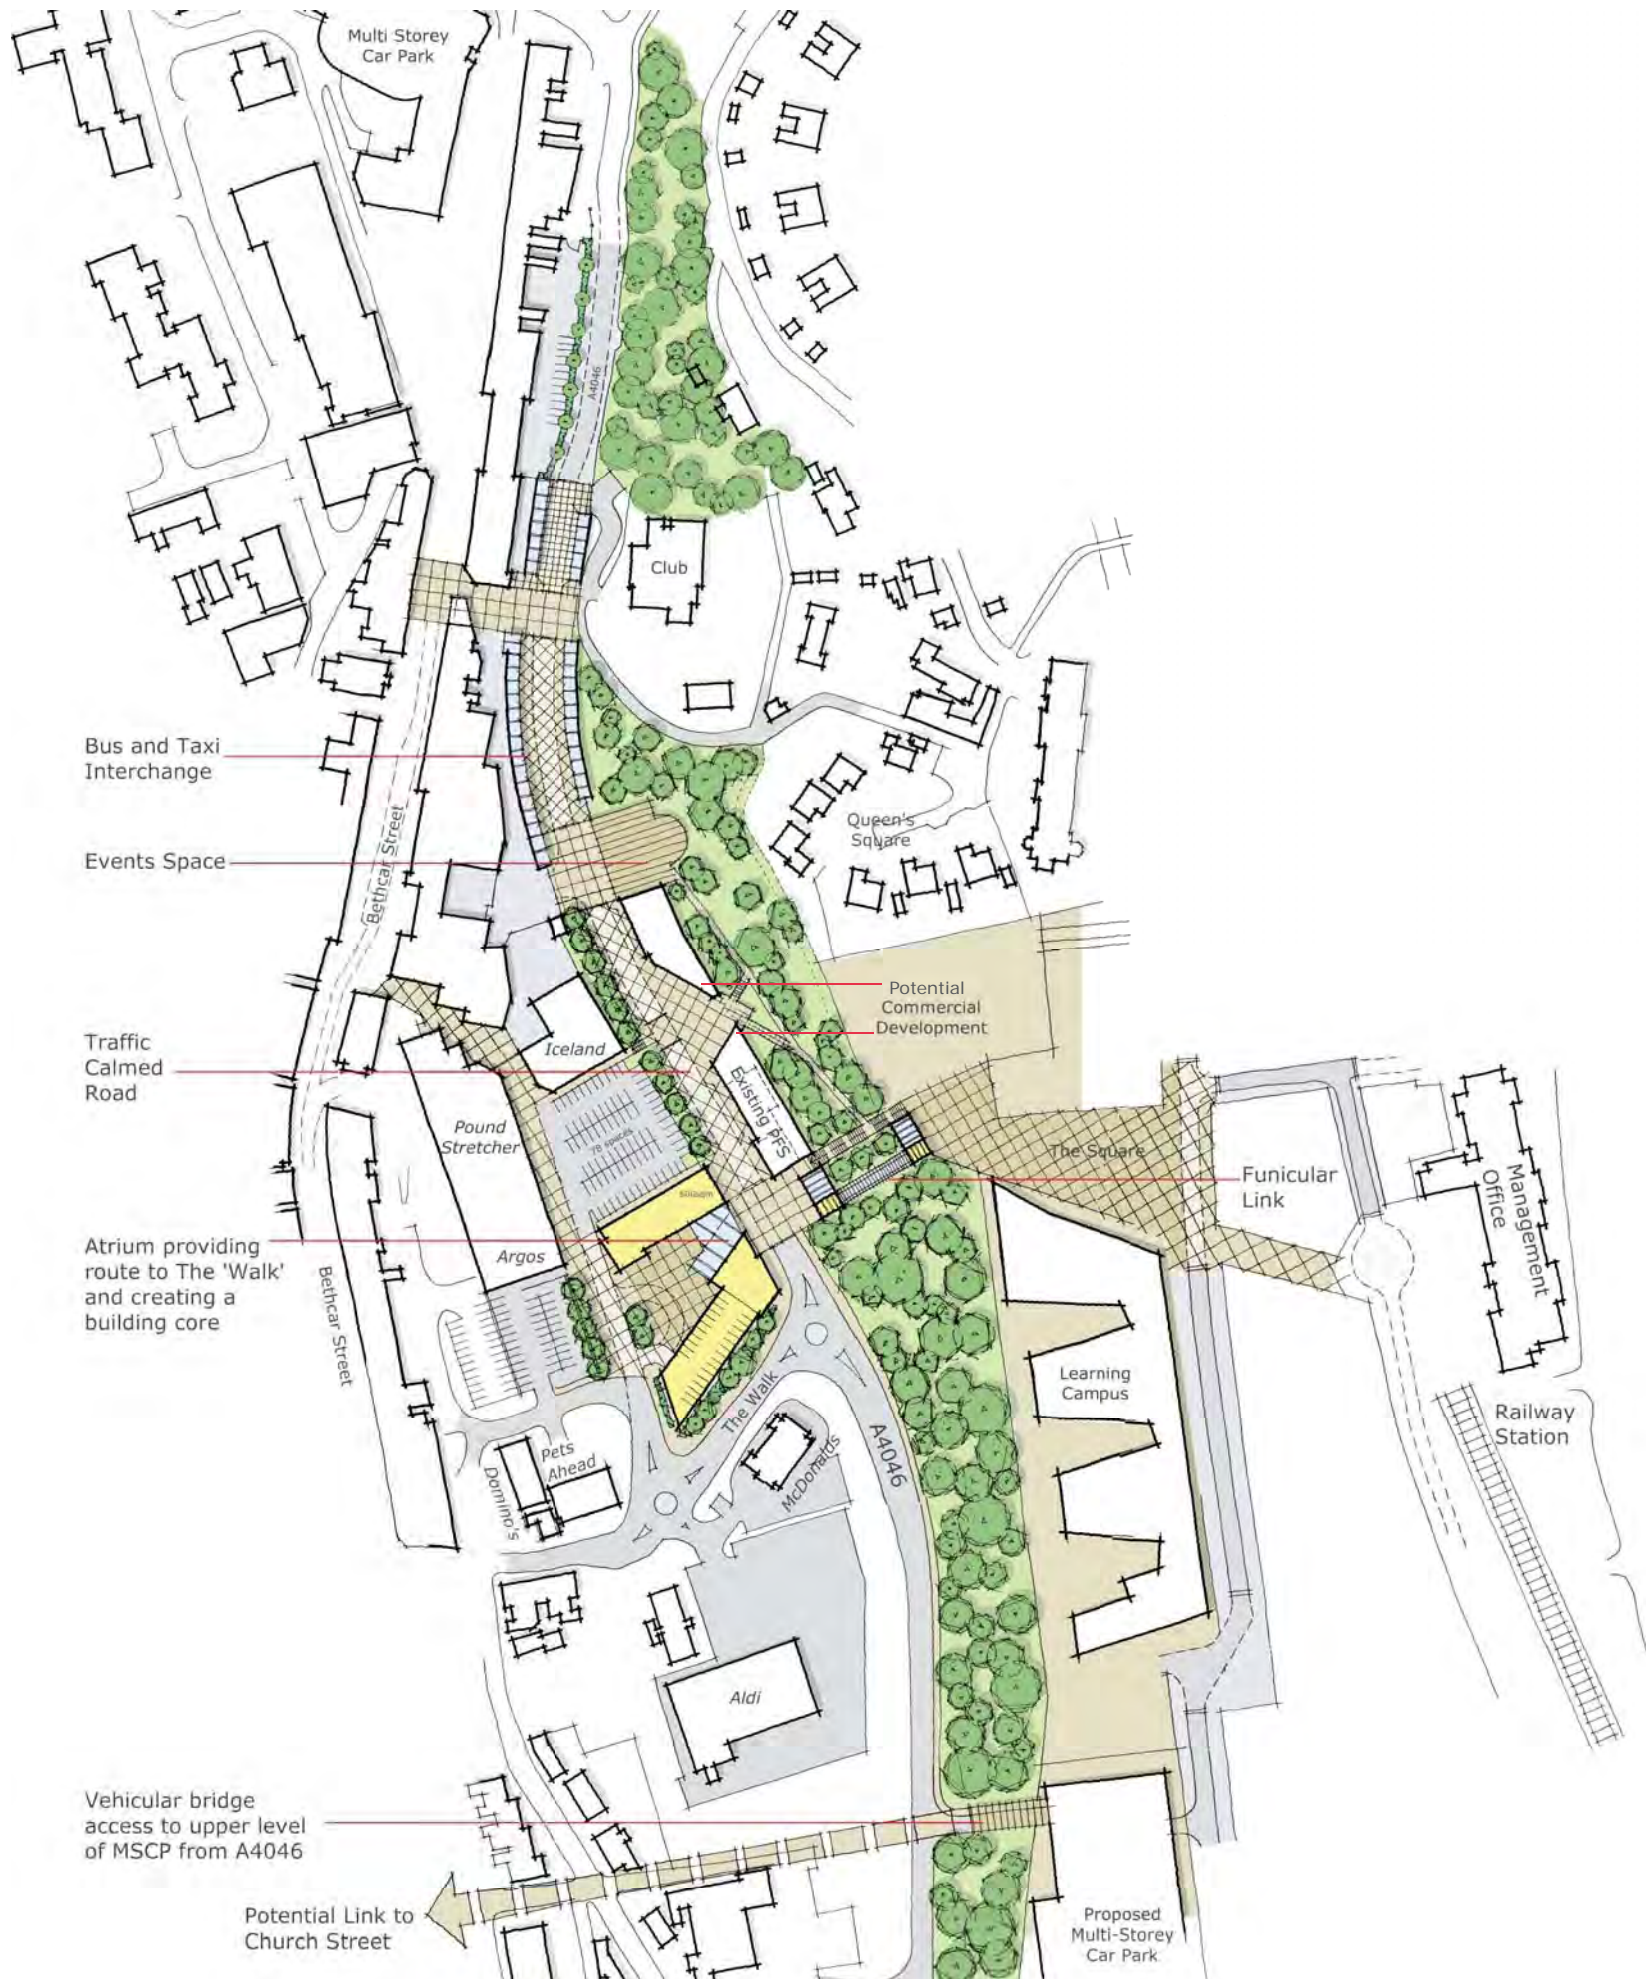 Multi Storey
Car Park
A4046
Club
Bus and Taxi
Interchange
Queen's
Square
Bethcar Street
Events Space
Potential
Commercial
Development
Iceland
Traffic
Calmed
Road
Existing PFS
Pound
Stretcher
78 spaces
The Square
Funicular
Link
Management
Office
Atrium providing
route to The 'Walk'
and creating a
building core
Argos
Bethcar Street
Learning
Campus
The Walk
A4046
Railway
Station
Pets
Ahead
Domino's
McDonalds
Aldi
Vehicular bridge
access to upper level
of MSCP from A4046
Potential Link to
Church Street
Proposed
Multi-Storey
Car Park